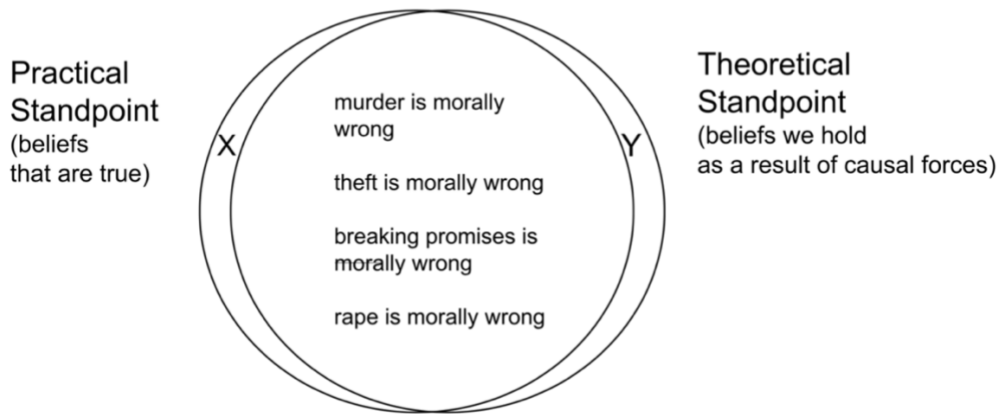 Practical
Standpoint
(beliefs
that are true)
X
murder is morally
wrong
theft is morally wrong
breaking promises is
morally wrong
rape is morally wrong
Y
Theoretical
Standpoint
(beliefs we hold
as a result of causal forces)